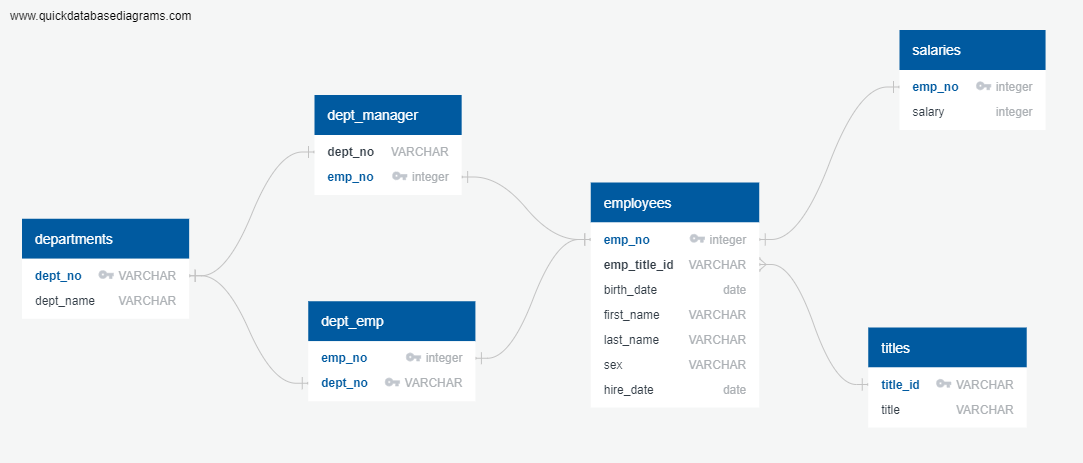 www.quickdatabasediagrams.com
departments
dept_no VARCHAR
dept_name VARCHAR
dept_manager
dept_no VARCHAR
emp_no integer
dept_emp
emp_no integer
dept_no VARCHAR
employees
emp_no integer
emp_title_id VARCHAR
birth_date date
first_name VARCHAR
last_name VARCHAR
sex VARCHAR
hire_date date
salaries
emp_no integer
salary integer
titles
title_id VARCHAR
title VARCHAR